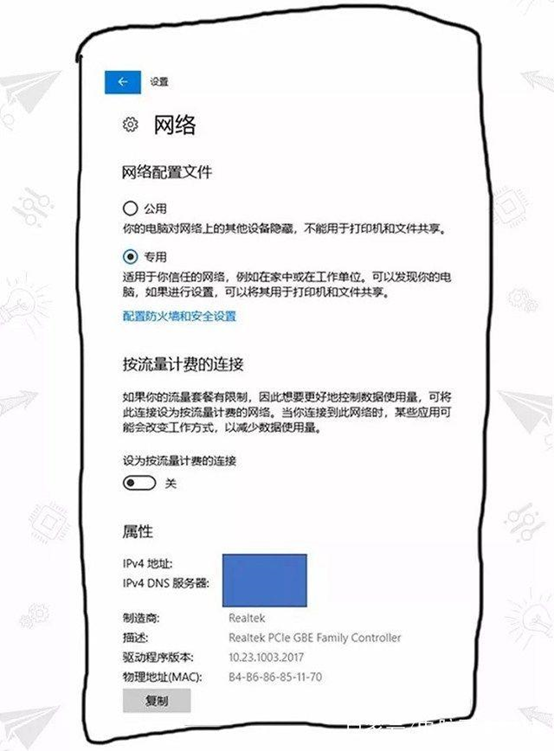 设置
网络
网络配置文件
公用
你的电脑对网络上的其他设备隐藏，不能用于打印机和文件共享。
专用
适用于你信任的网络，例如在家中或在工作单位。可以发现你的电
脑，如果进行设置，可以将其用于打印机和文件共享。
配置防火墙和安全设置
按流量计费的连接
如果你的流量套餐有限制，因此想要更好地控制数据使用量，可将
此连接设为按流量计费的网络。当你连接到此网络时，某些应用可
能会改变工作方式，以减少数据使用量。
设为按流量计费的连接
关
属性
IPv4 地址:
IPv4 DNS 服务器:
制造商: Realtek
描述: Realtek PCIe GBE Family Controller
驱动程序版本: 10.23.1003.2017
物理地址(MAC): B4-B6-86-85-11-70
复制